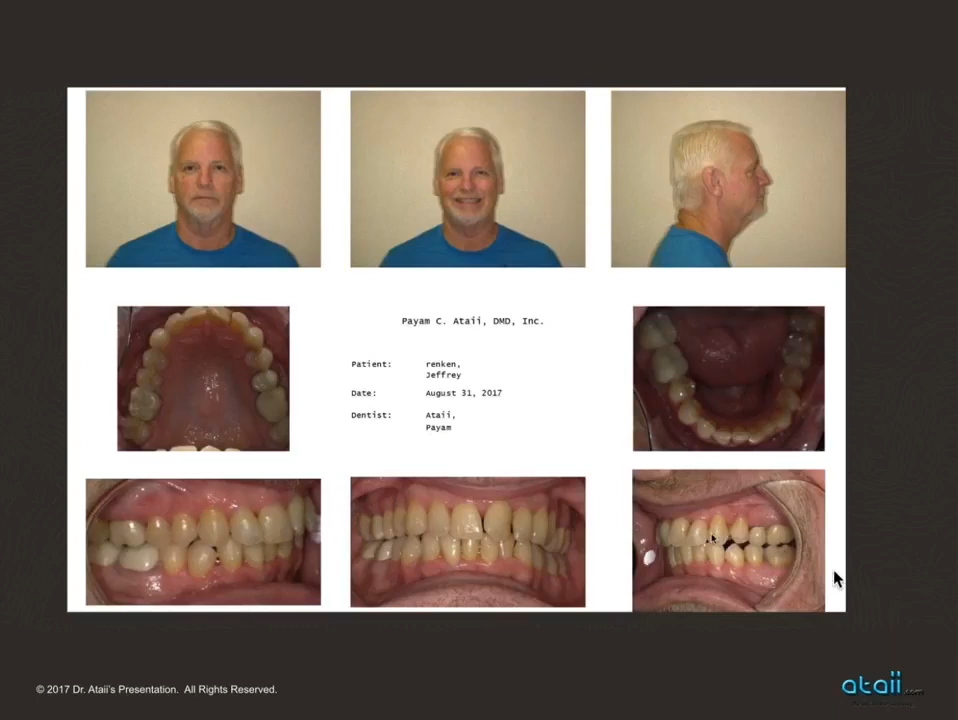 Payam C. Ataii, DMD, Inc.
Patient: renken,
Jeffrey
Date: August 31, 2017
Dentist: Ataii,
Payam
© 2017 Dr. Ataii's Presentation. All Rights Reserved.
ataii.com